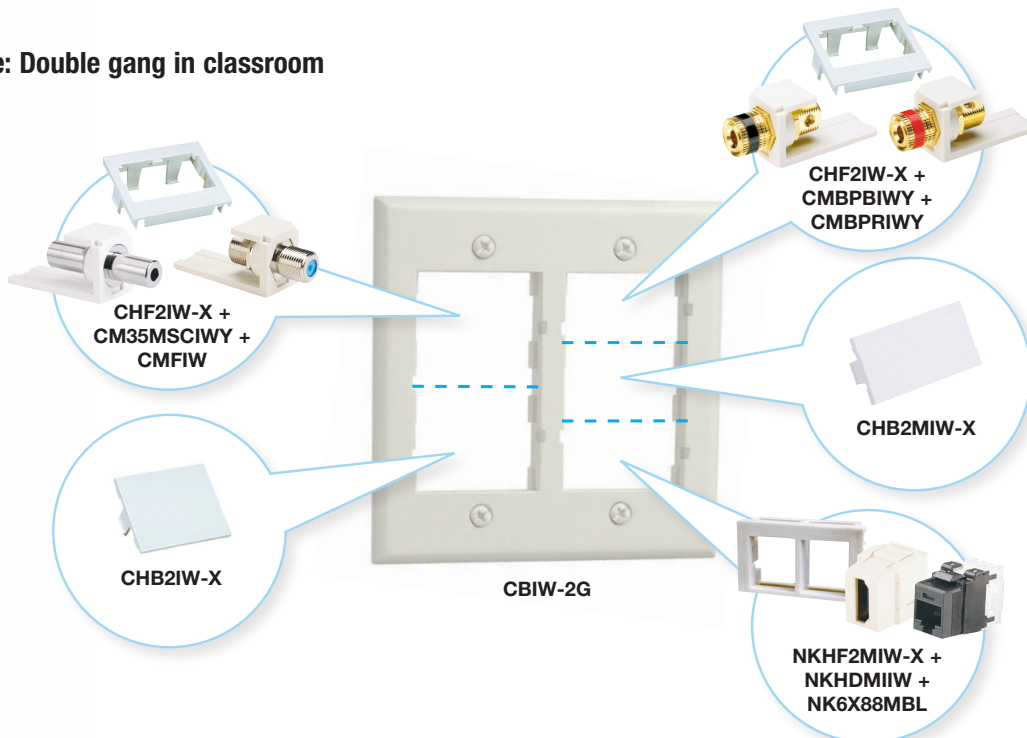 e: Double gang in classroom
CHF2IW-X +
CMBPBIWY +
CMBPRIWY
CHF2IW-X +
CM35MSCIWY +
CMFIW
CHB2MIW-X
CHB2IW-X
CBIW-2G
NKHF2MIW-X +
NKHDMIIW +
NK6X88MBL